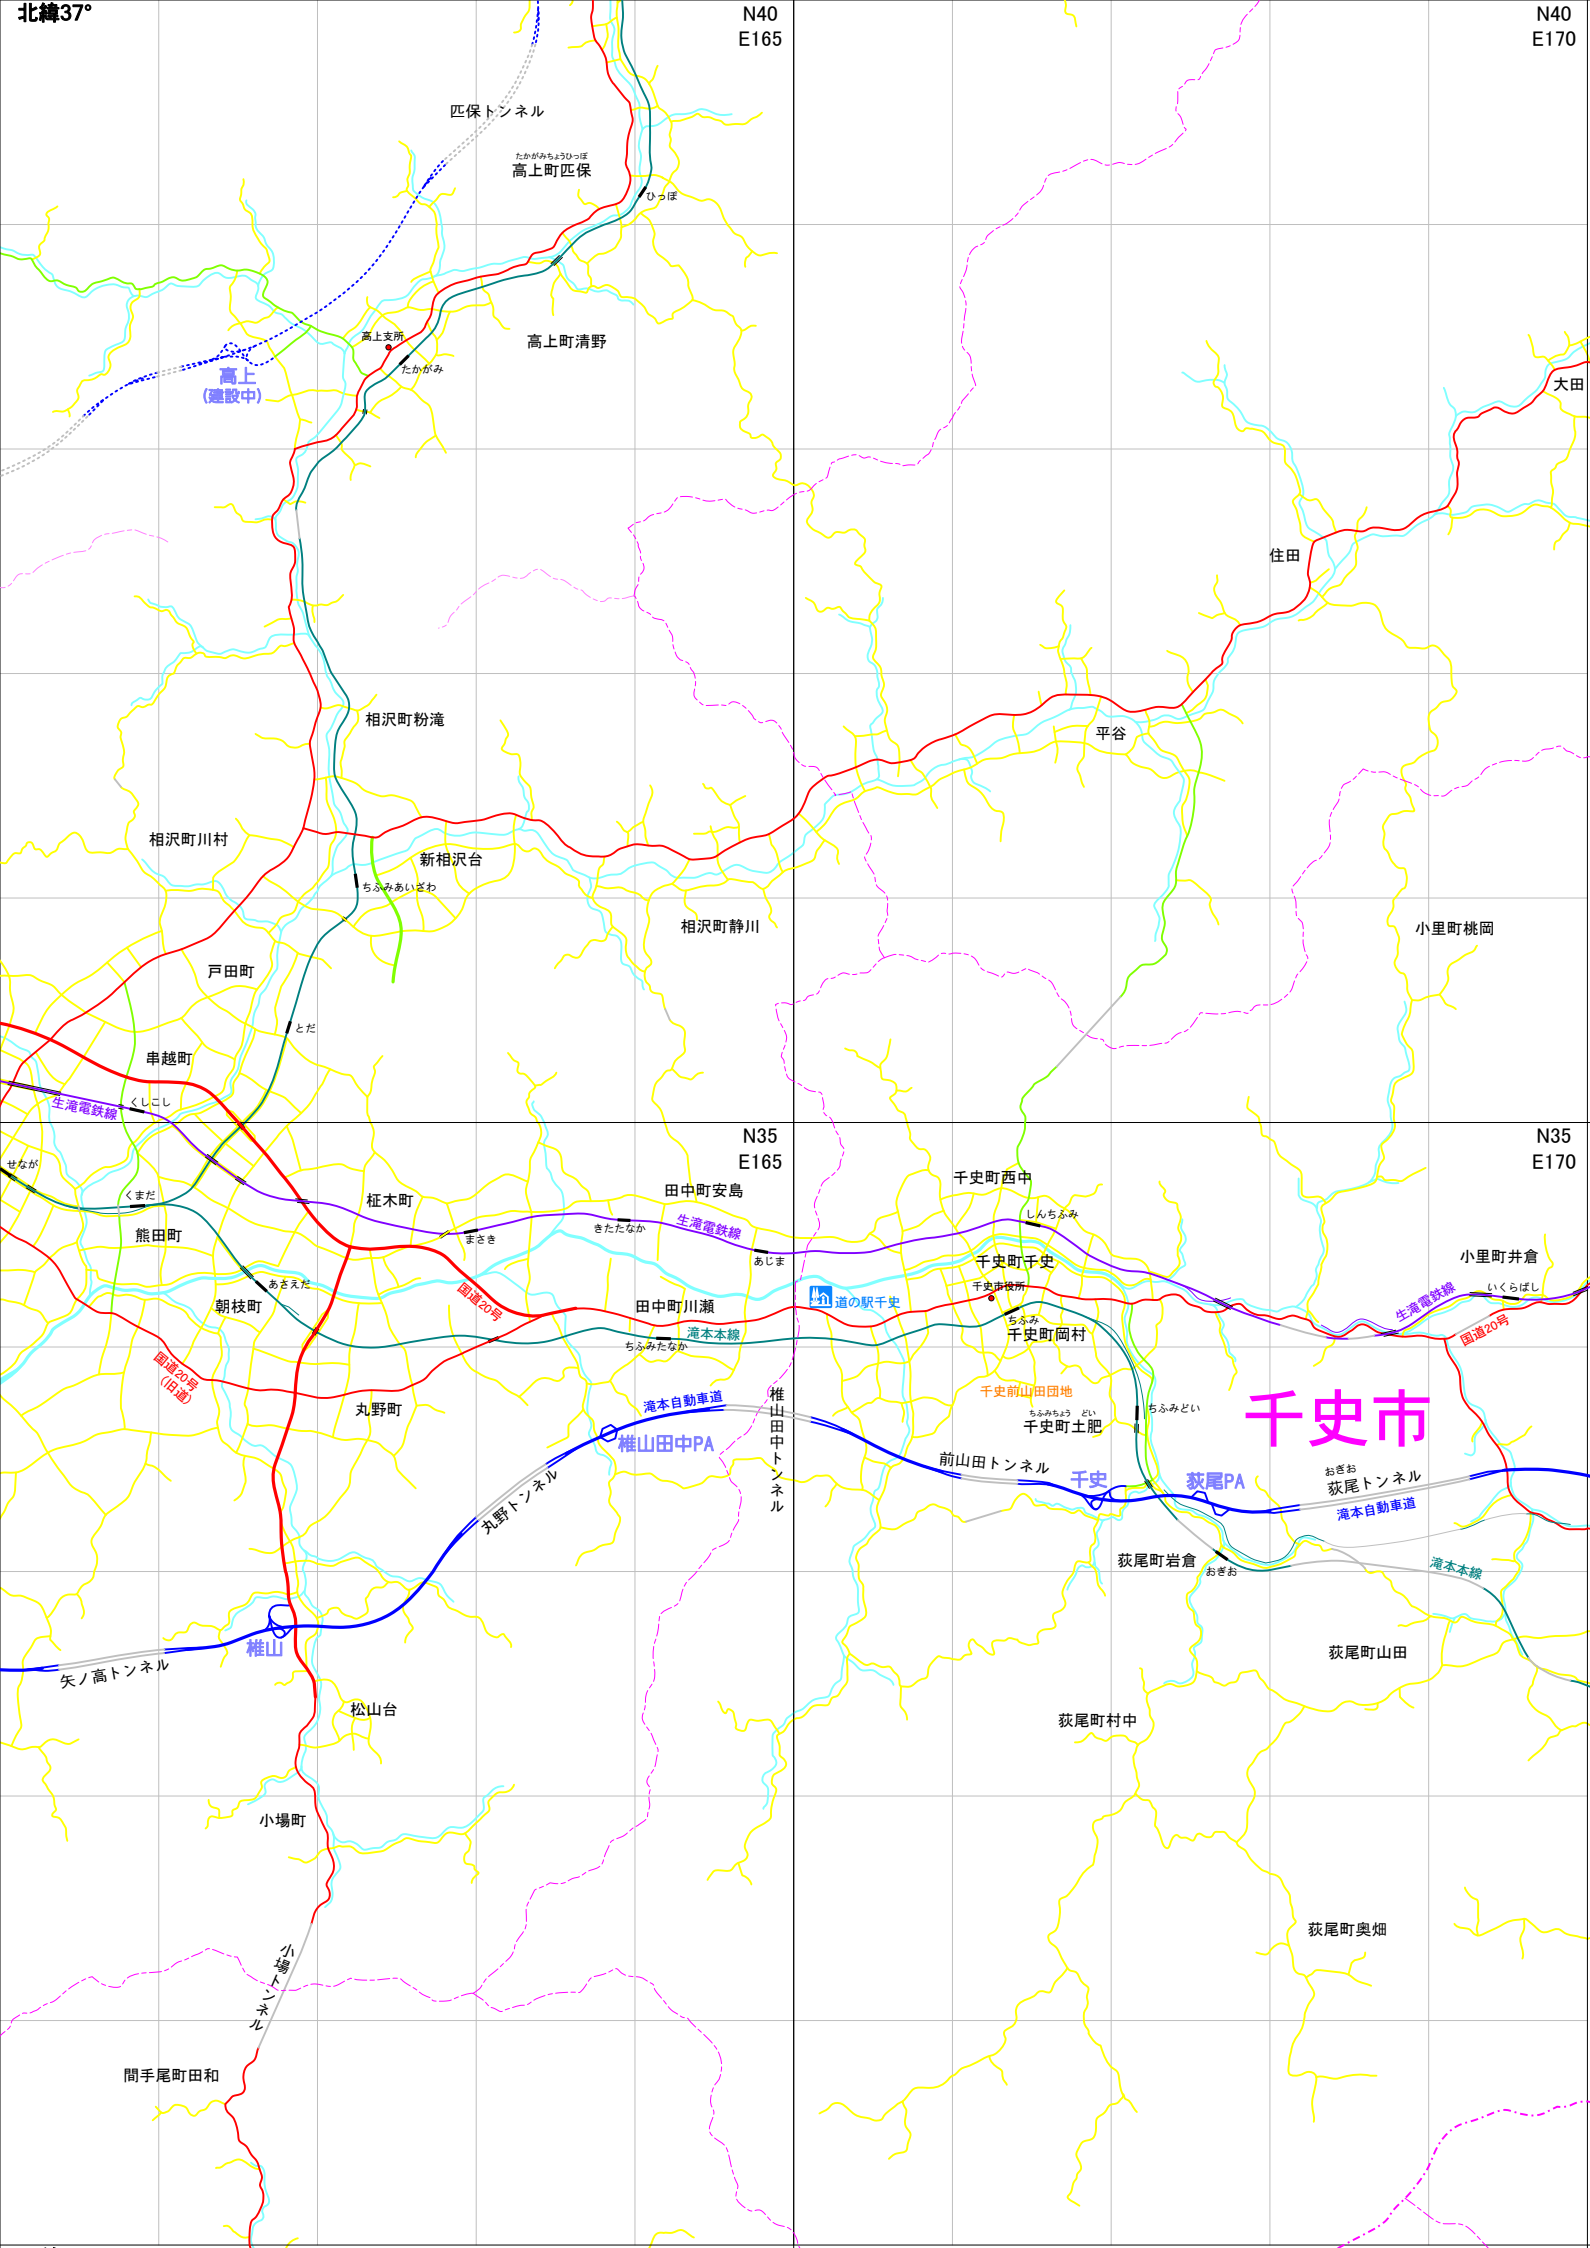 北緯37°
N40
E165
N40
E170
匹保トンネル
たかがみちょうひっぽ
高上町匹保
ひっぽ
高上支所
高上町清野
たかがみ
高上
(建設中)
大田
住田
相沢町粉滝
平谷
相沢町川村
新相沢台
ちふみあいざわ
相沢町静川
小里町桃岡
戸田町
とだ
串越町
生滝電鉄線
くしこし
N35
E165
N35
E170
せなが
くまだ
柾木町
田中町安島
千史町西中
熊田町
まさき
きたたなか
生滝電鉄線
あじま
しんちふみ
千史町千史
小里町井倉
あさえだ
朝枝町
国道20号
田中町川瀬
道の駅千史
千史市役所
いくらばし
生滝電鉄線
国道20号
ちふみ
千史町岡村
ちふみたなか
滝本本線
国道20号
(旧道)
丸野町
滝本自動車道
椎山田中トンネル
千史前山田団地
ちふみちょう どい
千史町土肥
ちふみどい
千史市
椎山田中PA
前山田トンネル
千史
荻尾PA
おぎお
荻尾トンネル
滝本自動車道
丸野トンネル
荻尾町岩倉
おぎお
滝本本線
椎山
矢ノ高トンネル
荻尾町山田
松山台
荻尾町村中
小場町
荻尾町奥畑
小場トンネル
間手尾町田和